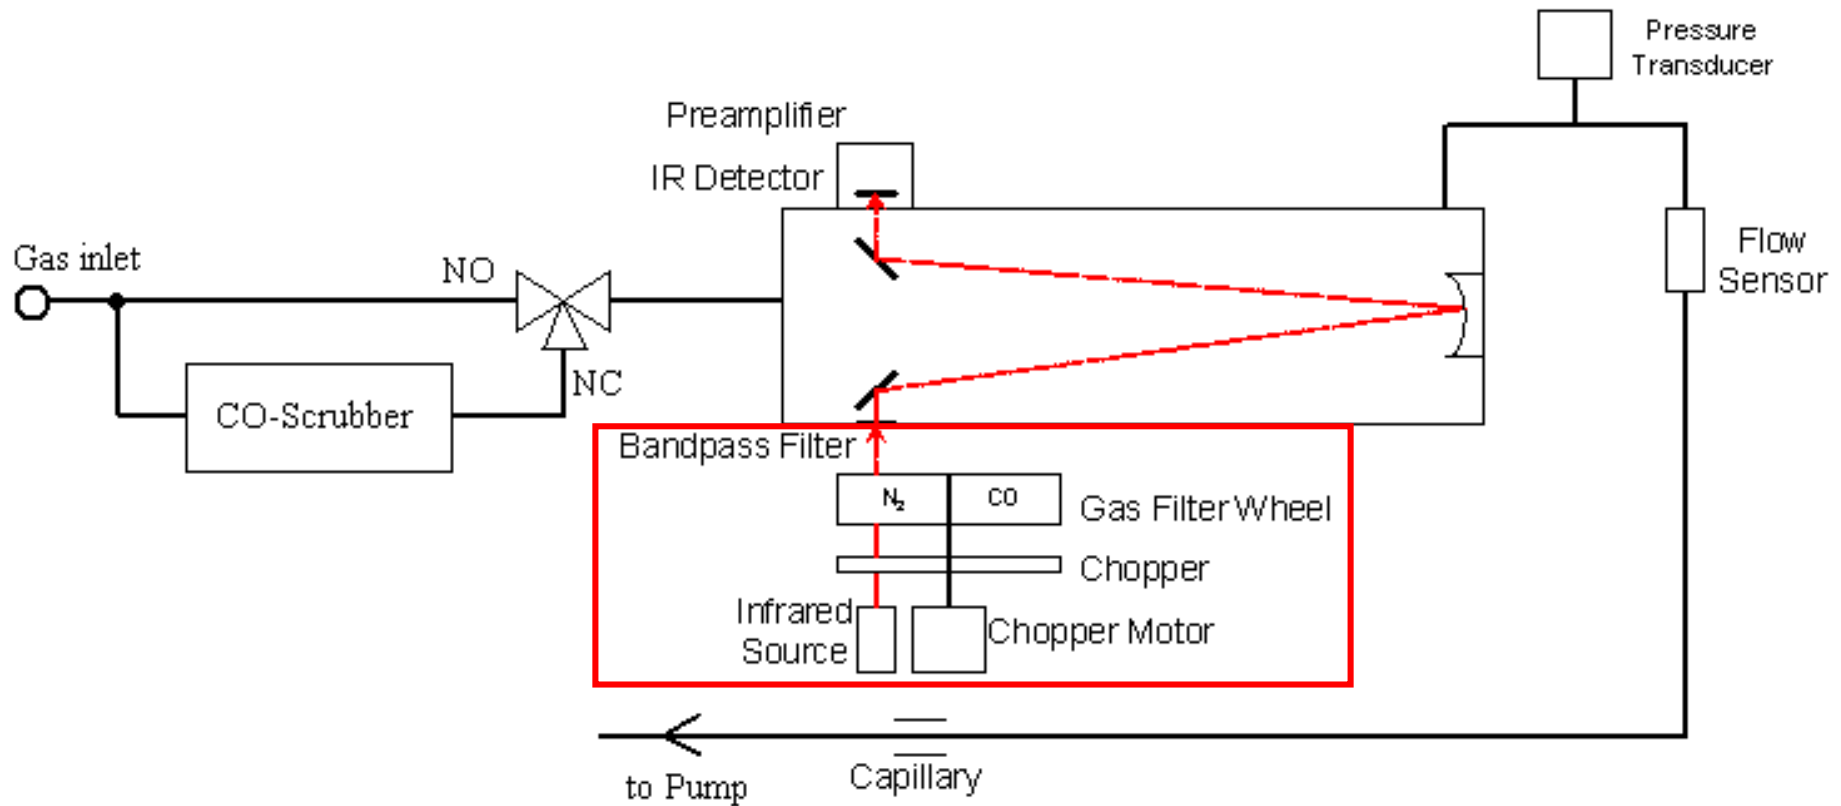 Pressure
Transducer
Preamplifier
IR Detector
Gas inlet
NO
Flow
Sensor
NC
CO-Scrubber
Bandpass Filter
N₂
CO
Gas Filter Wheel
Chopper
Infrared
Source
Chopper Motor
Capillary
to Pump